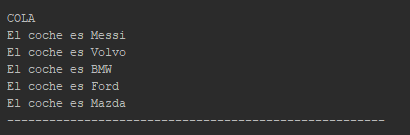 COLA
El coche es Messi
El coche es Volvo
El coche es BMW
El coche es Ford
El coche es Mazda
------------------------------------------------------